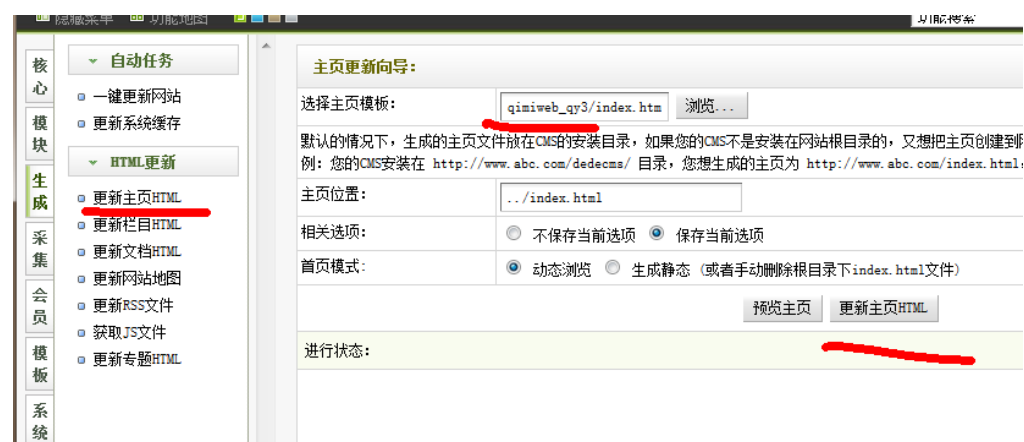 隐藏菜单 功能地图
功能搜索
核心
模块
生成
采集
会员
模板
系统
自动任务
一键更新网站
更新系统缓存
HTML更新
更新主页HTML
更新栏目HTML
更新文档HTML
更新网站地图
更新RSS文件
获取JS文件
更新专题HTML
主页更新向导：
选择主页模板： qimiweb_qy3/index.htm 浏览...
默认的情况下，生成的主页文件放在CMS的安装目录，如果您的CMS不是安装在网站根目录的，又想把主页创建到
例：您的CMS安装在 http://www.abc.com/dedecms/ 目录，您想生成的主页为 http://www.abc.com/index.html
主页位置： ../index.html
相关选项： 不保存当前选项 保存当前选项
首页模式： 动态浏览 生成静态 (或者手动删除根目录下index.html文件)
预览主页 更新主页HTML
进行状态：